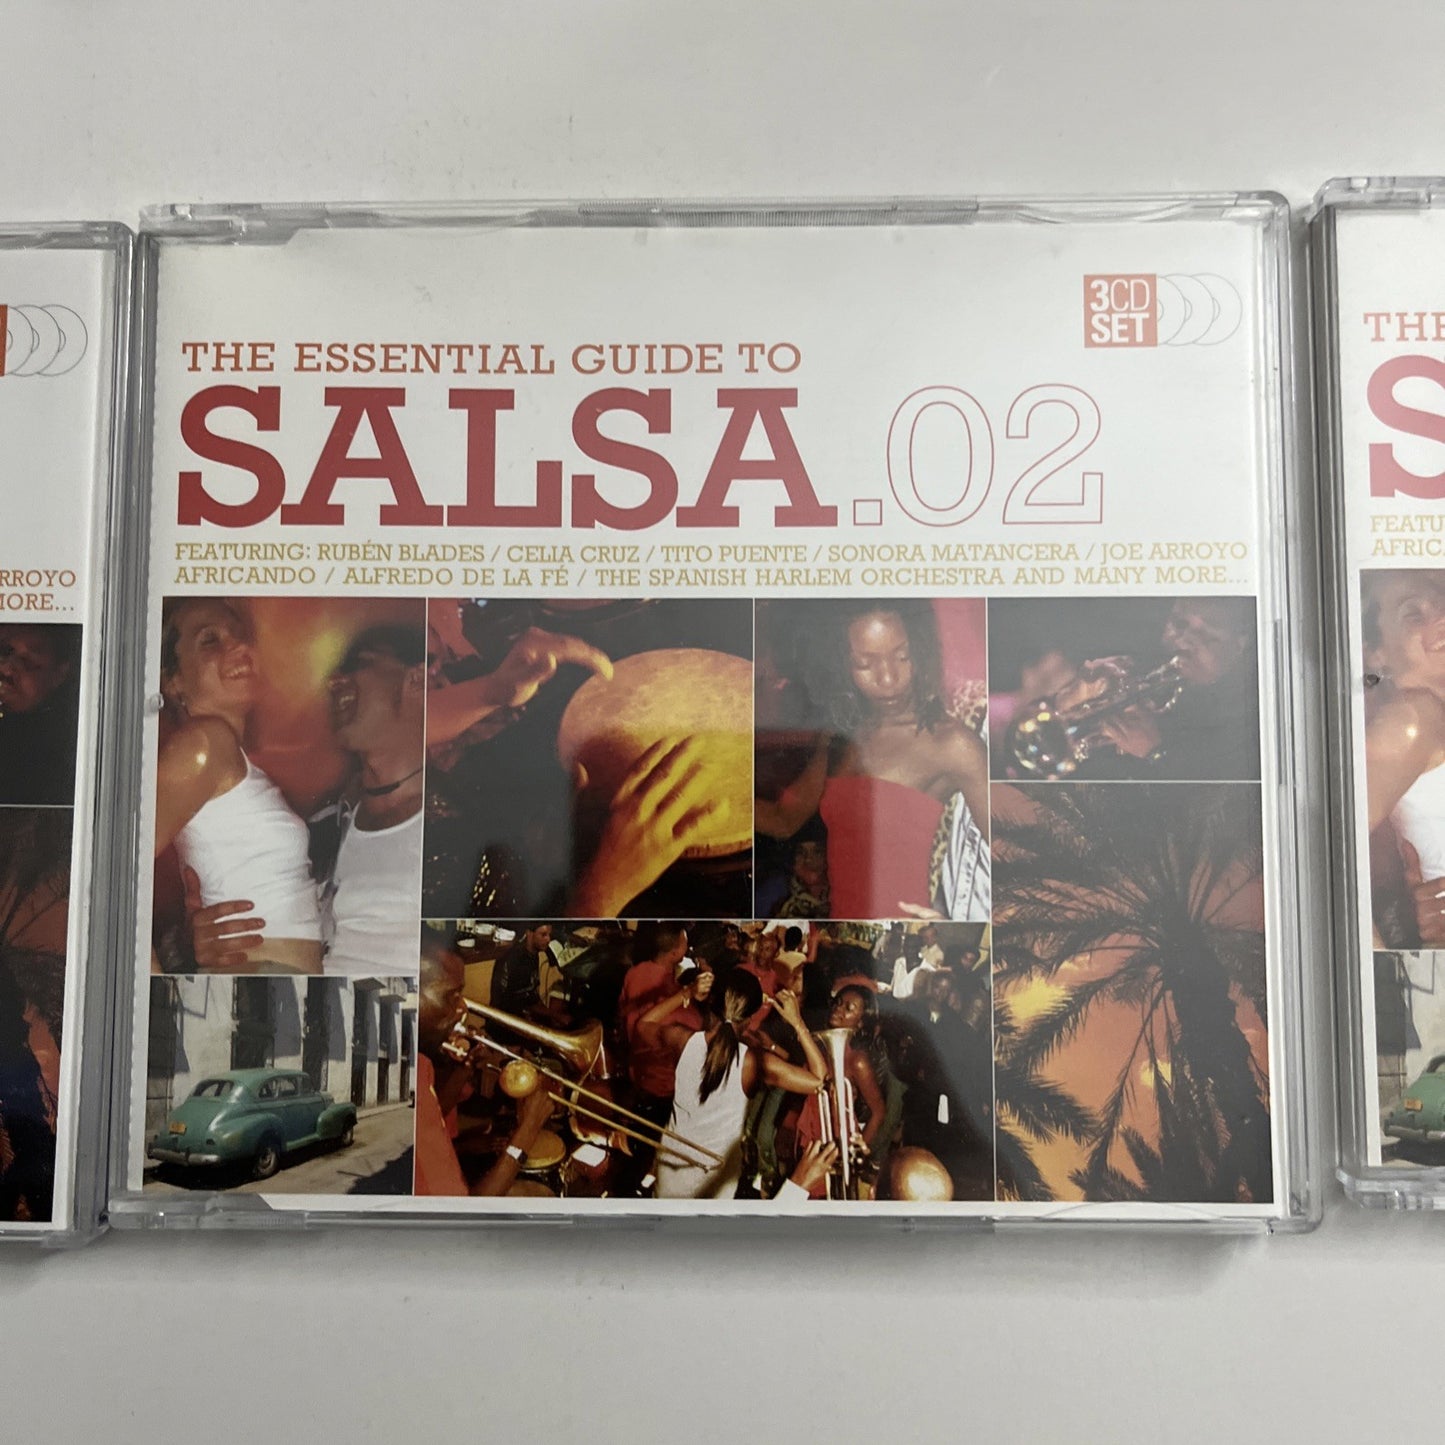 3CD
SET
THE ESSENTIAL GUIDE TO
SALSA.02
FEATURING: RUBÉN BLADES / CELIA CRUZ / TITO PUENTE / SONORA MATANCERA / JOE ARROYO
AFRICANDO / ALFREDO DE LA FÉ / THE SPANISH HARLEM ORCHESTRA AND MANY MORE...
RROYO
MORE...
THE
S
FEATU
AFRIC